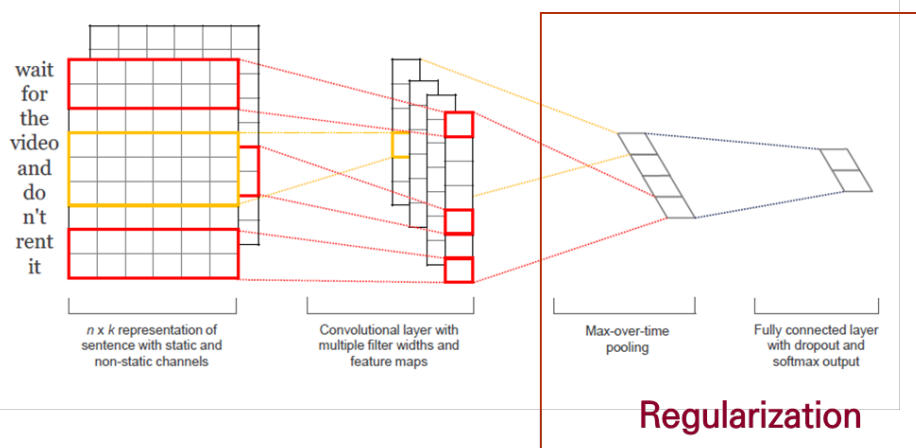 wait
for
the
video
and
do
n't
rent
it
n x k representation of
sentence with static and
non-static channels
Convolutional layer with
multiple filter widths and
feature maps
Max-over-time
pooling
Fully connected layer
with dropout and
softmax output
Regularization